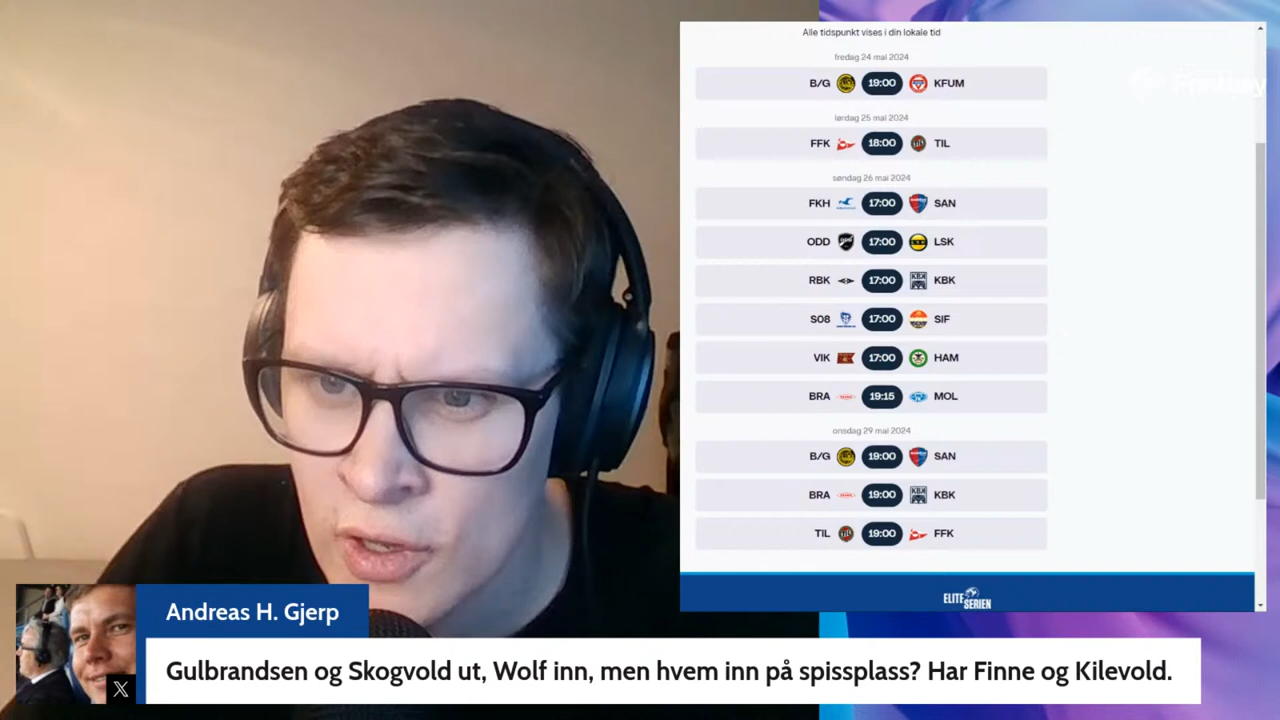 Alle tidspunkt vises i din lokale tid
fredag 24 mai 2024
B/G 19:00 KFUM
lørdag 25 mai 2024
FFK 18:00 TIL
søndag 26 mai 2024
FKH 17:00 SAN
ODD 17:00 LSK
RBK 17:00 KBK
S08 17:00 SIF
VIK 17:00 HAM
BRA 19:15 MOL
onsdag 29 mai 2024
B/G 19:00 SAN
BRA 19:00 KBK
TIL 19:00 FFK
ELITE
SERIEN
Andreas H. Gjerp
Gulbrandsen og Skogvold ut, Wolf inn, men hvem inn på spissplass? Har Finne og Kilevold.